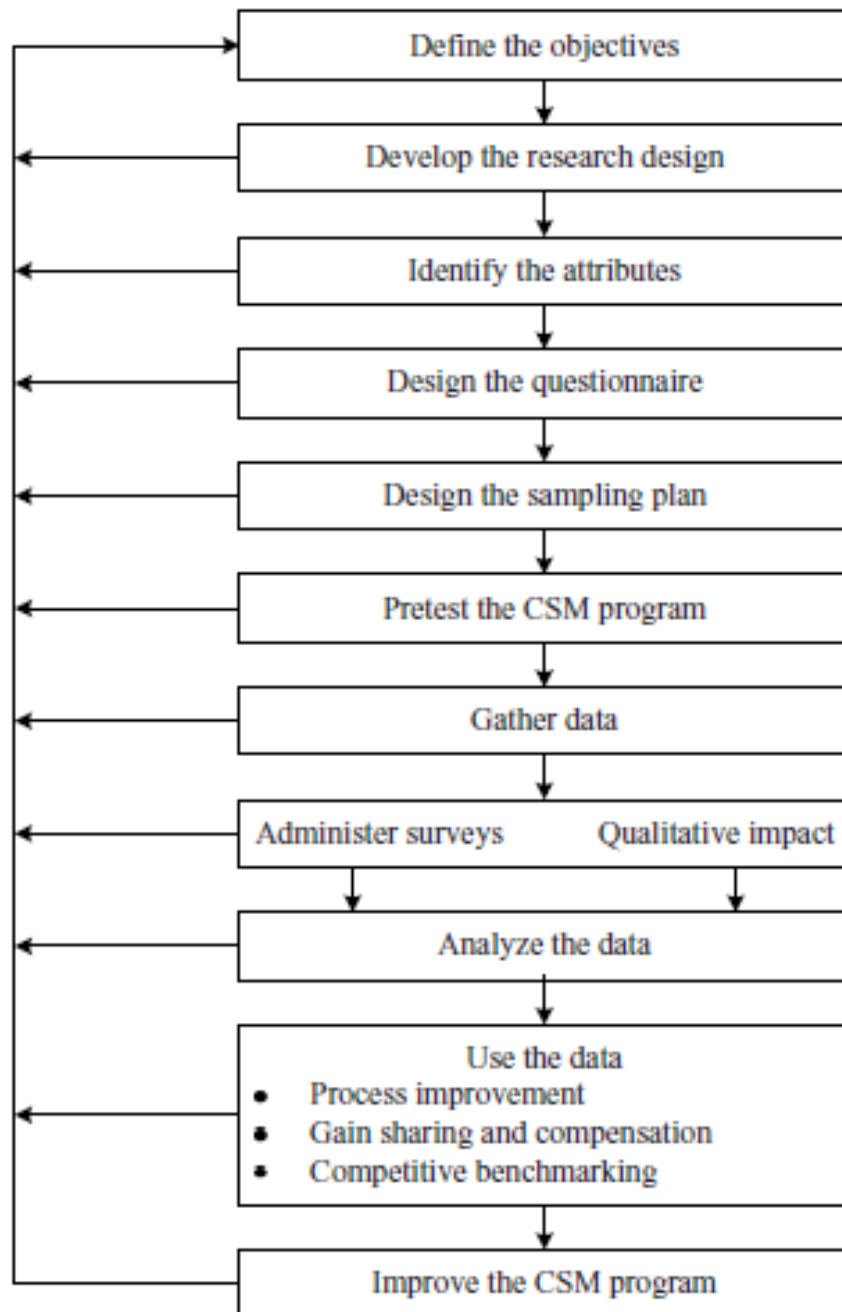 Define the objectives
Develop the research design
Identify the attributes
Design the questionnaire
Design the sampling plan
Pretest the CSM program
Gather data
Administer surveys Qualitative impact
Analyze the data
Use the data
• Process improvement
• Gain sharing and compensation
• Competitive benchmarking
Improve the CSM program